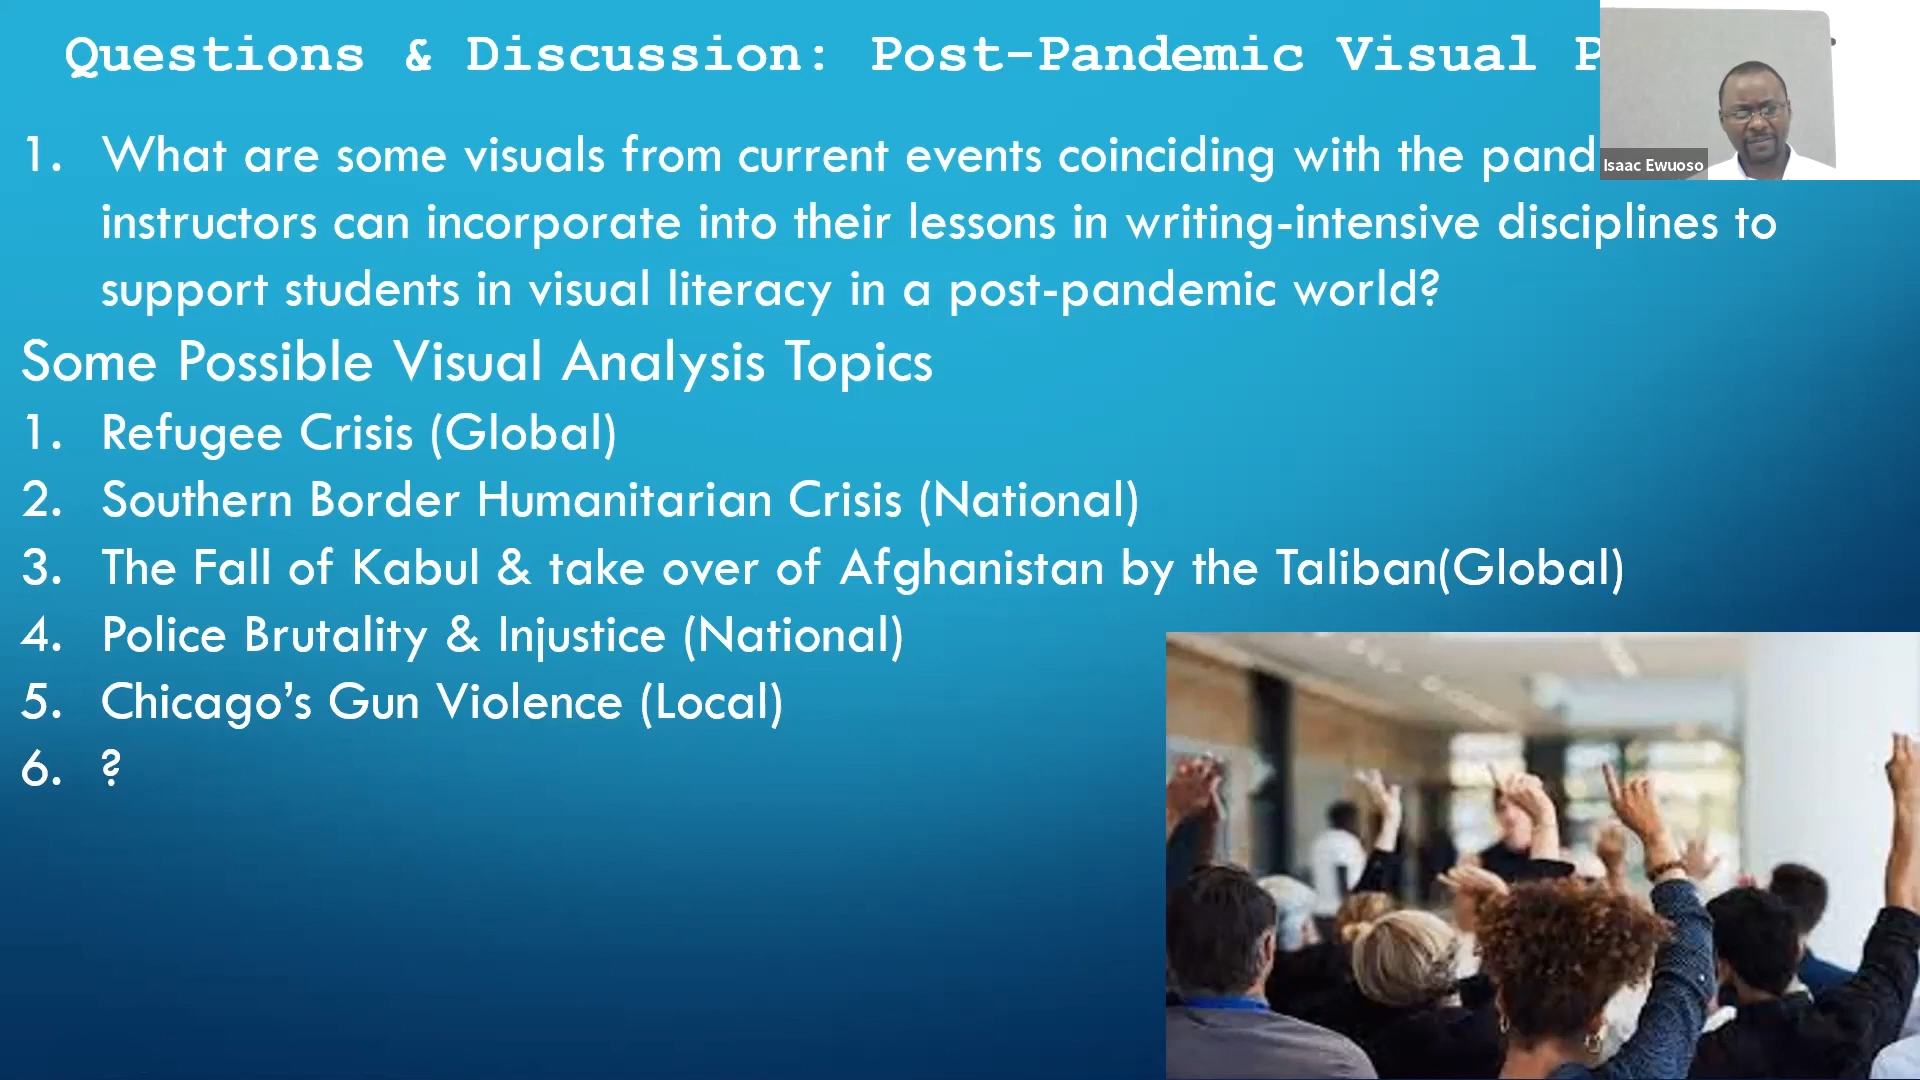 Questions & Discussion: Post-Pandemic Visual
Isaac Ewuoso
1. What are some visuals from current events coinciding with the
instructors can incorporate into their lessons in writing-intensive disciplines to
support students in visual literacy in a post-pandemic world?
Some Possible Visual Analysis Topics
1. Refugee Crisis (Global)
2. Southern Border Humanitarian Crisis (National)
3. The Fall of Kabul & take over of Afghanistan by the Taliban(Global)
4. Police Brutality & Injustice (National)
5. Chicago’s Gun Violence (Local)
6. ?